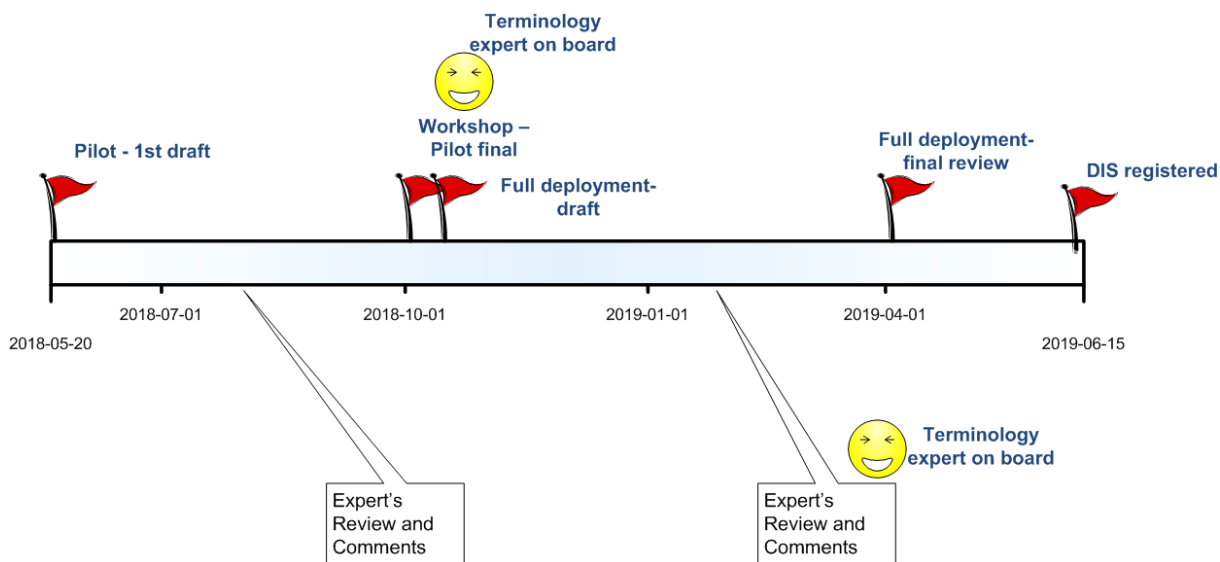 Terminology
expert on board
Workshop –
Pilot final
Pilot - 1st draft
Full deployment-
draft
Full deployment-
final review
DIS registered
2018-07-01
2018-10-01
2019-01-01
2019-04-01
2018-05-20
2019-06-15
Terminology
expert on board
Expert's
Review and
Comments
Expert's
Review and
Comments